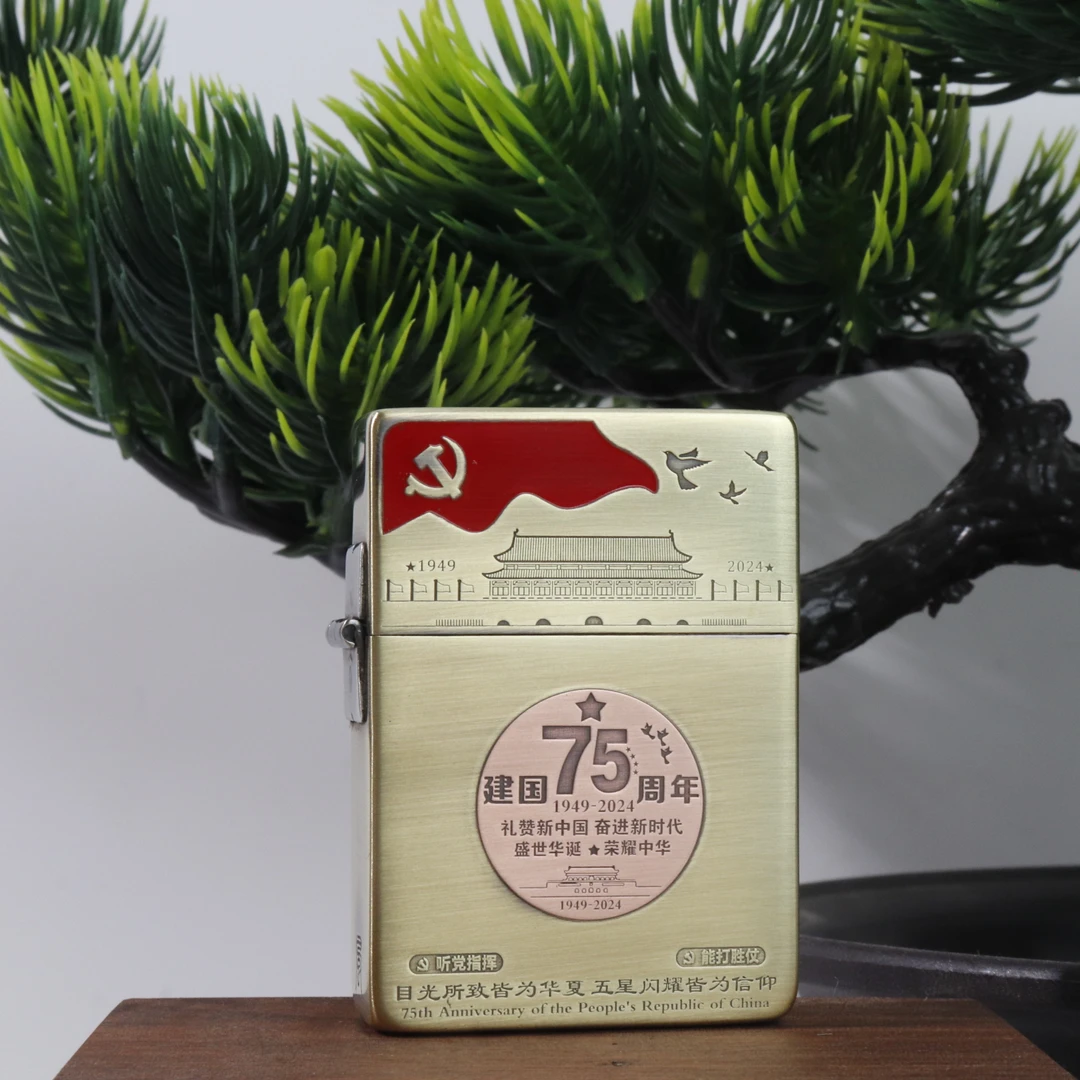 ★1949
2024★
75
建国
周年
1949-2024
礼赞新中国 奋进新时代
盛世华诞 ★ 荣耀中华
1949-2024
听党指挥
能打胜仗
目光所致皆为华夏 五星闪耀皆为信仰
75th Anniversary of the People's Republic of China